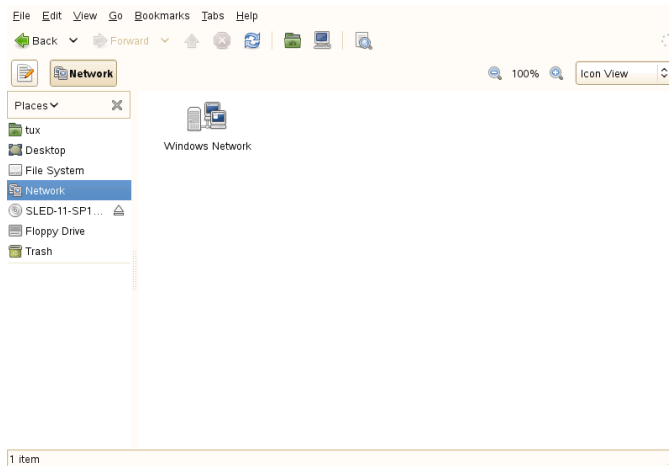 File Edit View Go Bookmarks Tabs Help
Back Forward
Network 100% Icon View
Places
tux
Desktop
File System
Network
SLED-11-SP1...
Floppy Drive
Trash
Windows Network
1 item